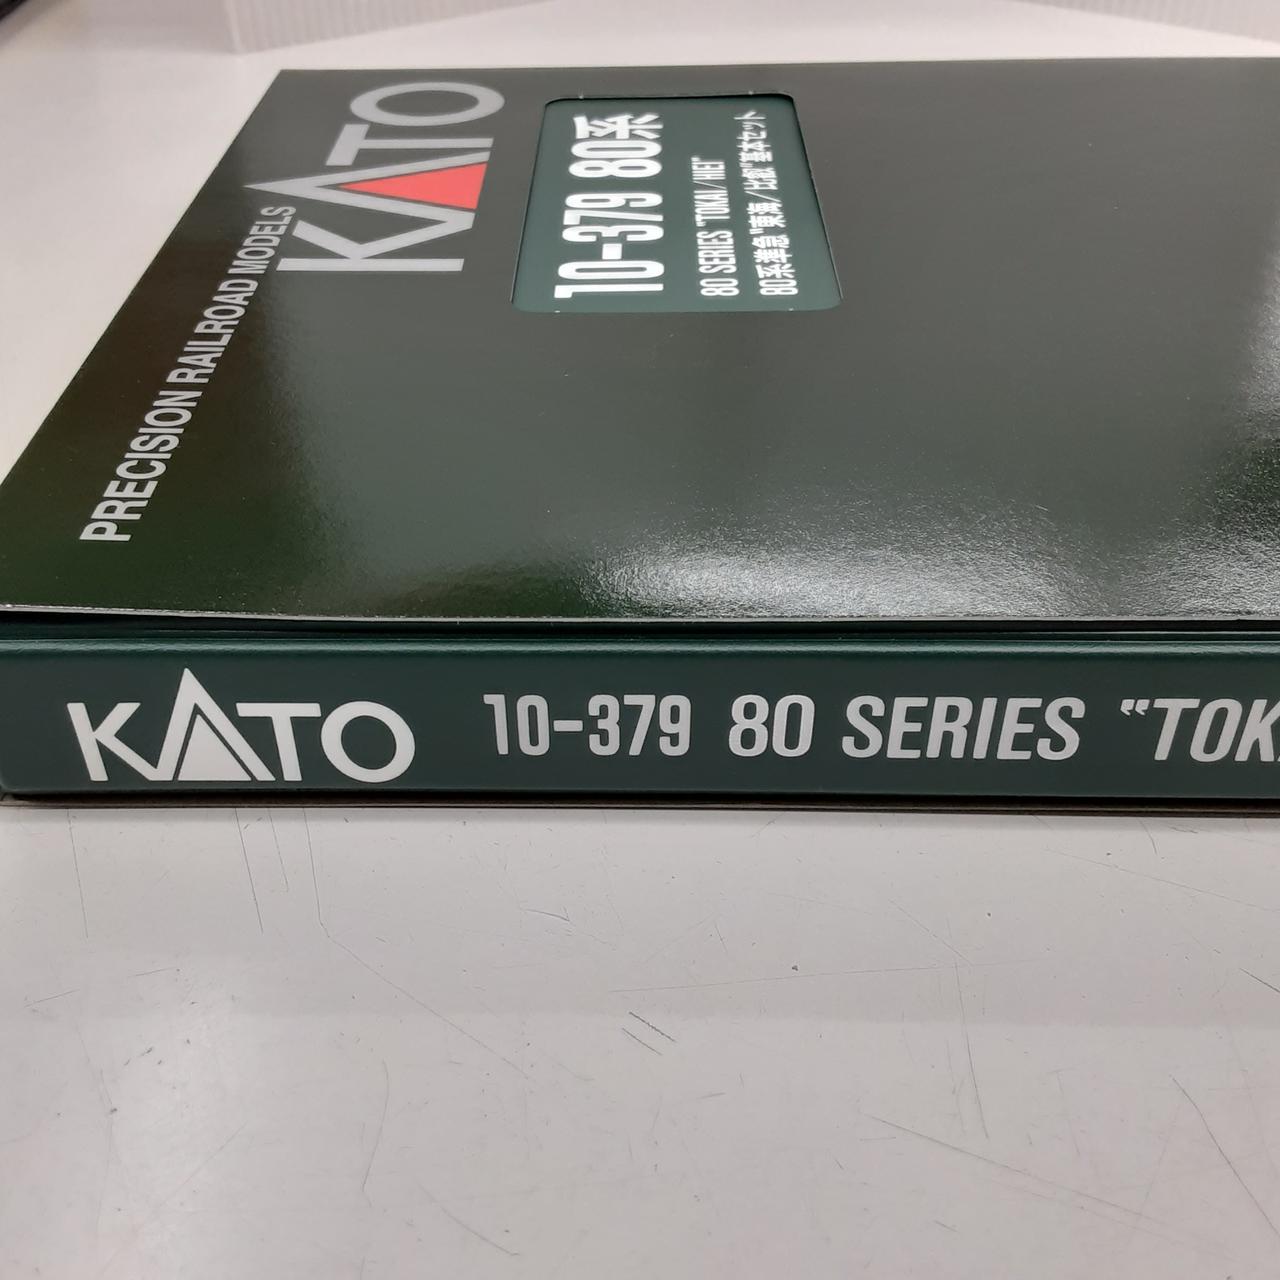 PRECISION RAILROAD MODELS
KATO
10-379 80系
80 SERIES "TOKAI/HIEI"
80系準急"東海/比叡"基本セット
KATO 10-379 80 SERIES "TOK